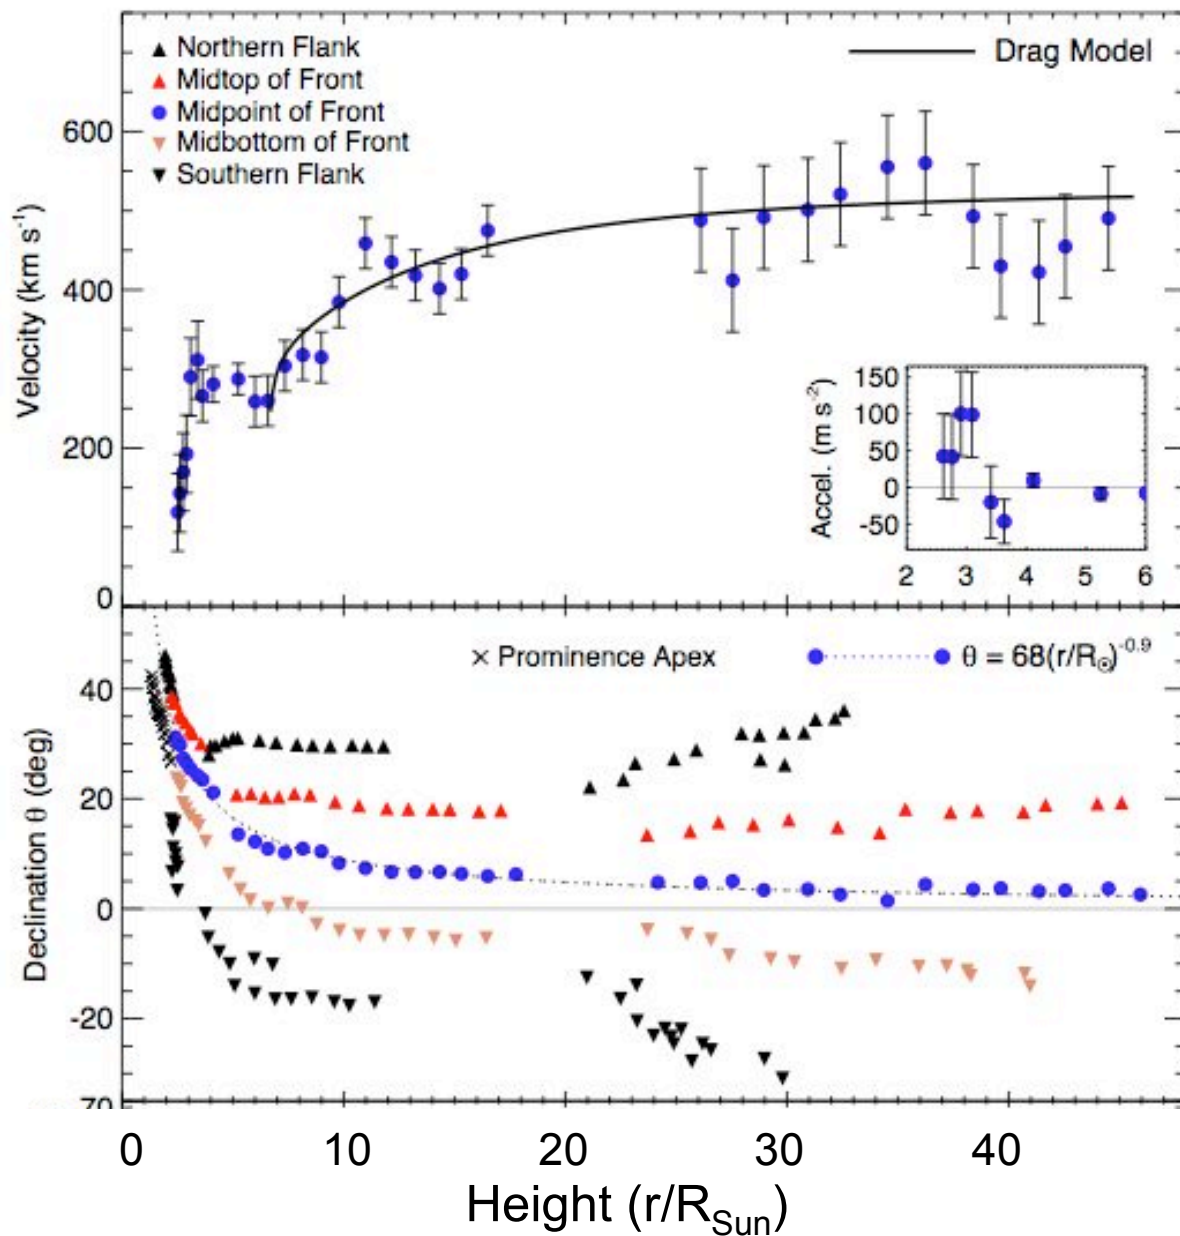 Northern Flank
Midtop of Front
Midpoint of Front
Midbottom of Front
Southern Flank
Drag Model
600
400
200
0
Velocity (km s⁻¹)
150
100
50
0
-50
Accel. (m s⁻²)
2 3 4 5 6
× Prominence Apex
θ = 68(r/R☉)⁻⁰·⁹
40
20
0
-20
Declination θ (deg)
70
0 10 20 30 40
Height (r/R_Sun)